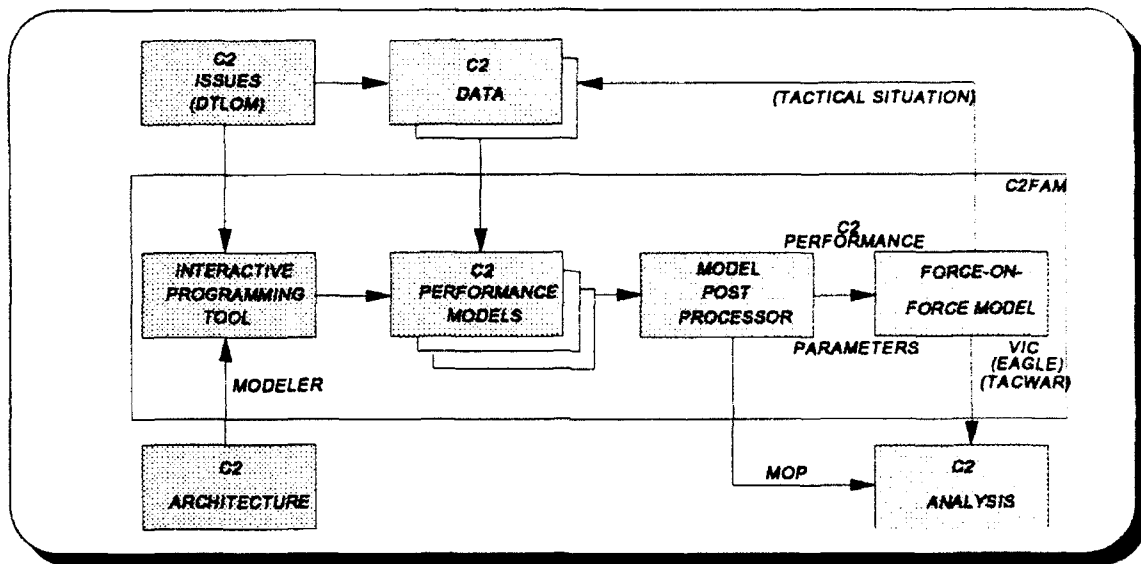 C2
ISSUES
(DTLOM)
C2
DATA
(TACTICAL SITUATION)
C2FAM
INTERACTIVE
PROGRAMMING
TOOL
C2
PERFORMANCE
MODELS
MODEL
POST
PROCESSOR
C2
PERFORMANCE
PARAMETERS
FORCE-ON-
FORCE MODEL
VIC
(EAGLE)
(TACWAR)
MODELER
C2
ARCHITECTURE
MOP
C2
ANALYSIS